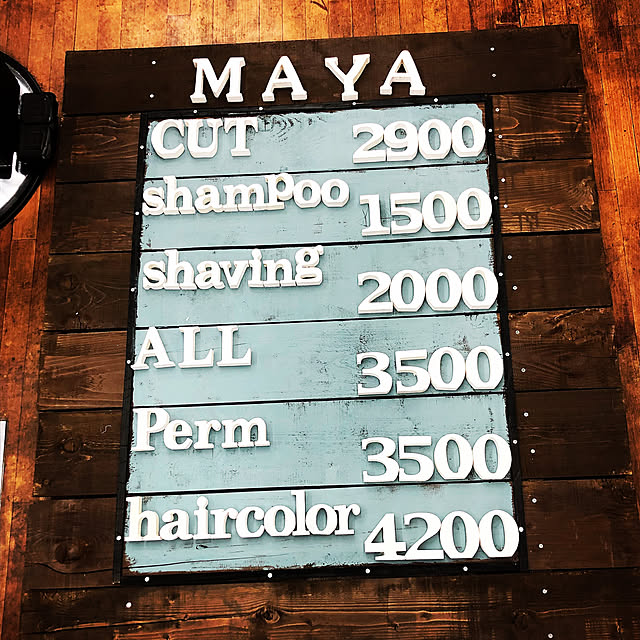 MAYA
CUT 2900
shampoo 1500
shaving 2000
ALL 3500
Perm 3500
haircolor 4200